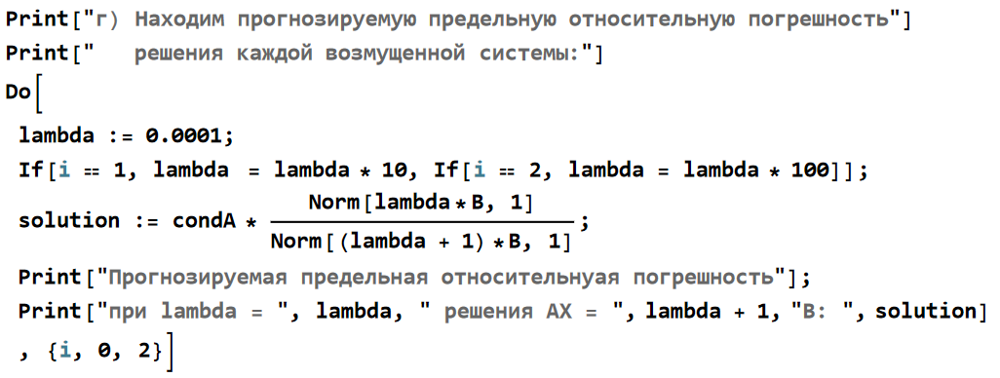 Print["г) Находим прогнозируемую предельную относительную погрешность"]
Print["   решения каждой возмущенной системы:"]
Do[
lambda := 0.0001;
If[i == 1, lambda = lambda * 10, If[i == 2, lambda = lambda * 100]];
solution := condA * Norm[lambda * B, 1] / Norm[(lambda + 1) * B, 1];
Print["Прогнозируемая предельная относительнуая погрешность"];
Print["при lambda = ", lambda, " решения AX = ", lambda + 1, "B: ", solution]
, {i, 0, 2}]